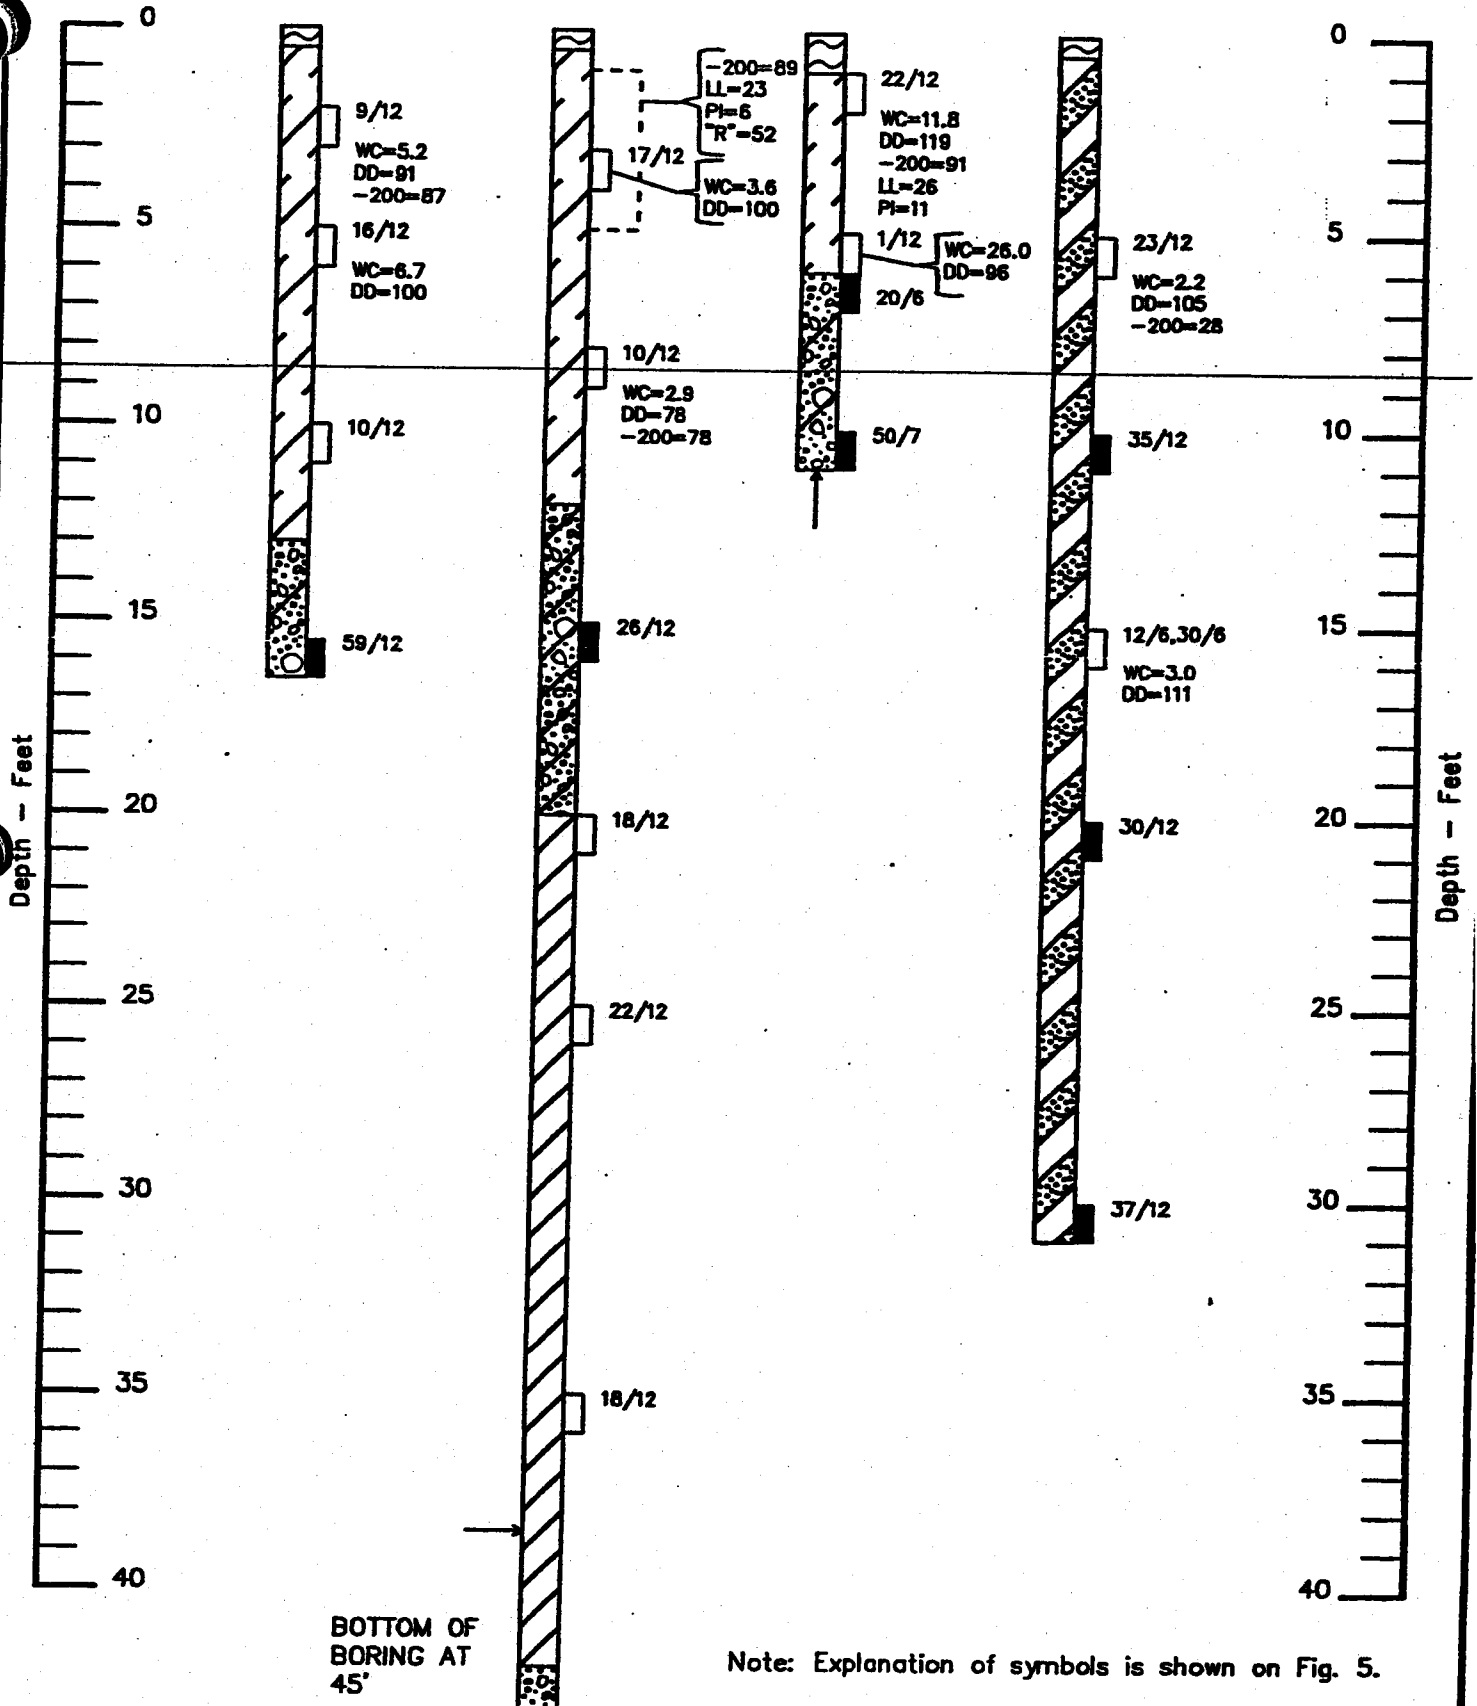 0
5
10
15
20
25
30
35
40
Depth – Feet
9/12
WC=5.2
DD=91
-200=87
16/12
WC=6.7
DD=100
10/12
59/12
-200=89
LL=23
PI=6
"R"=52
17/12
WC=3.6
DD=100
10/12
WC=2.9
DD=78
-200=78
26/12
18/12
22/12
18/12
BOTTOM OF
BORING AT
45'
22/12
WC=11.8
DD=119
-200=91
LL=26
PI=11
1/12
WC=26.0
DD=96
20/6
50/7
23/12
WC=2.2
DD=105
-200=28
35/12
12/6,30/6
WC=3.0
DD=111
30/12
37/12
0
5
10
15
20
25
30
35
40
Depth – Feet
Note: Explanation of symbols is shown on Fig. 5.